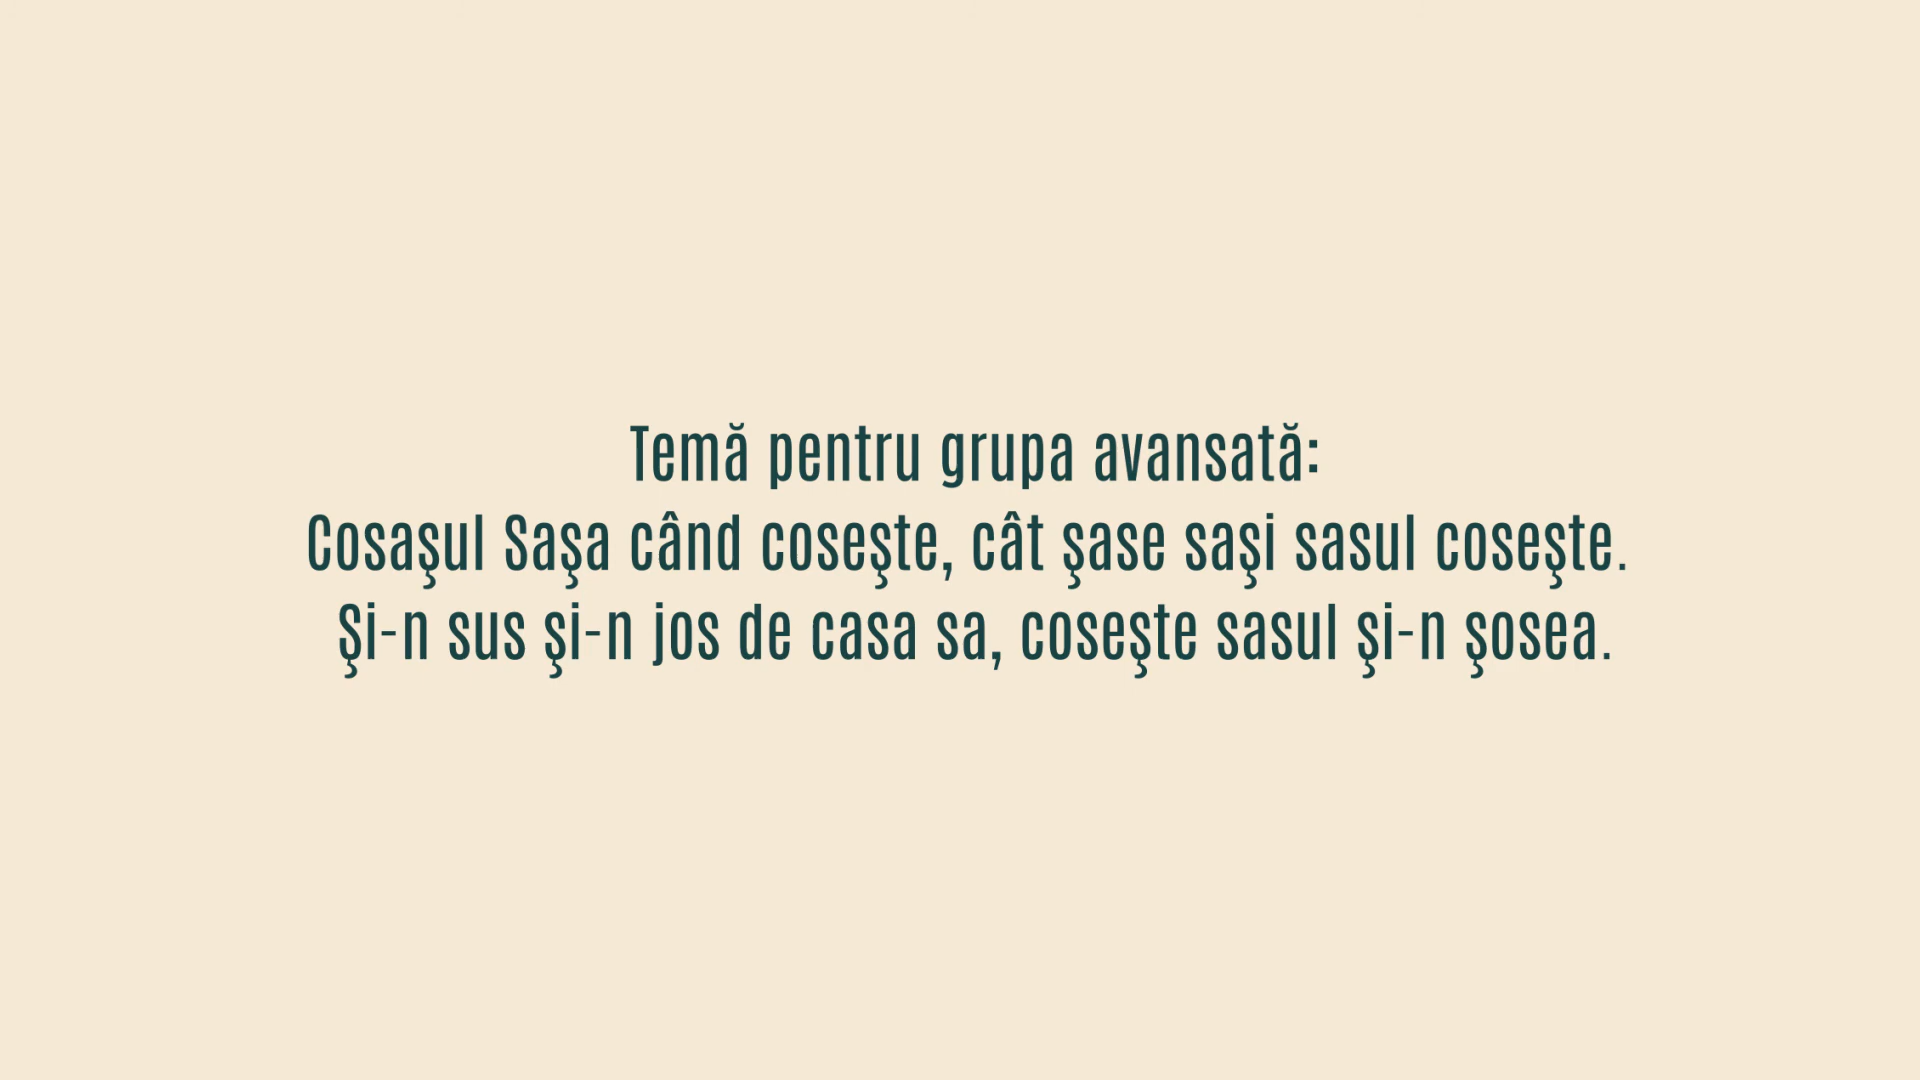 Temă pentru grupa avansată:
Cosaşul Saşa când coseşte, cât şase saşi sasul coseşte.
Şi-n sus şi-n jos de casa sa, coseşte sasul şi-n şosea.